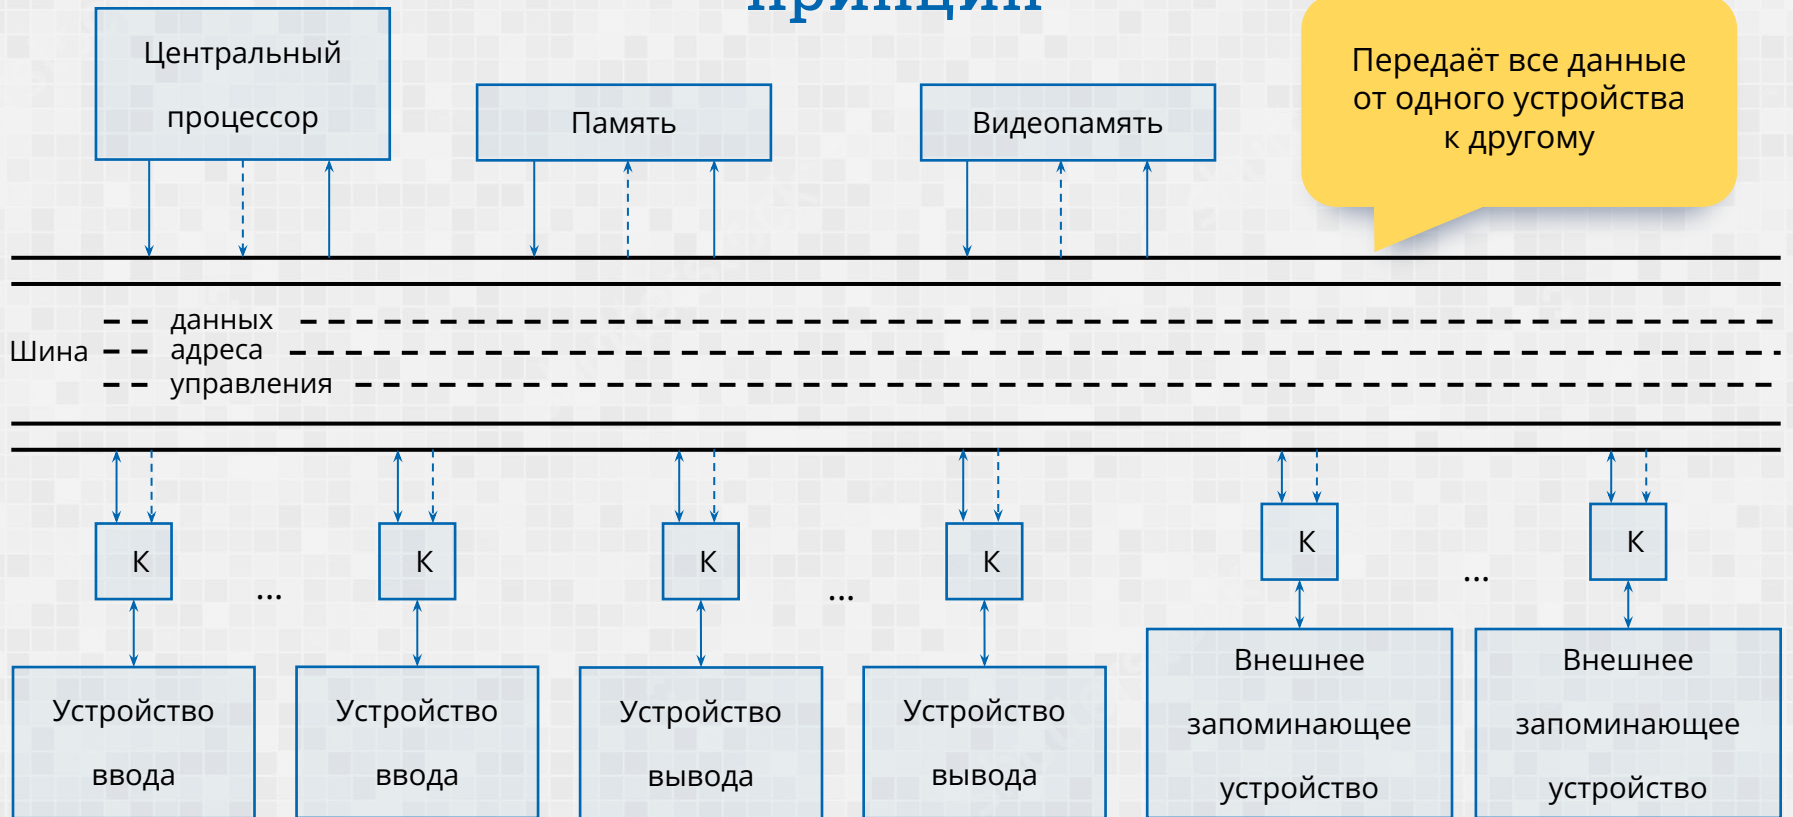 принцип
Центральный
процессор
Память
Видеопамять
Передаёт все данные
от одного устройства
к другому
данных
Шина
адреса
управления
К
К
К
К
К
К
...
...
...
Устройство
ввода
Устройство
ввода
Устройство
вывода
Устройство
вывода
Внешнее
запоминающее
устройство
Внешнее
запоминающее
устройство